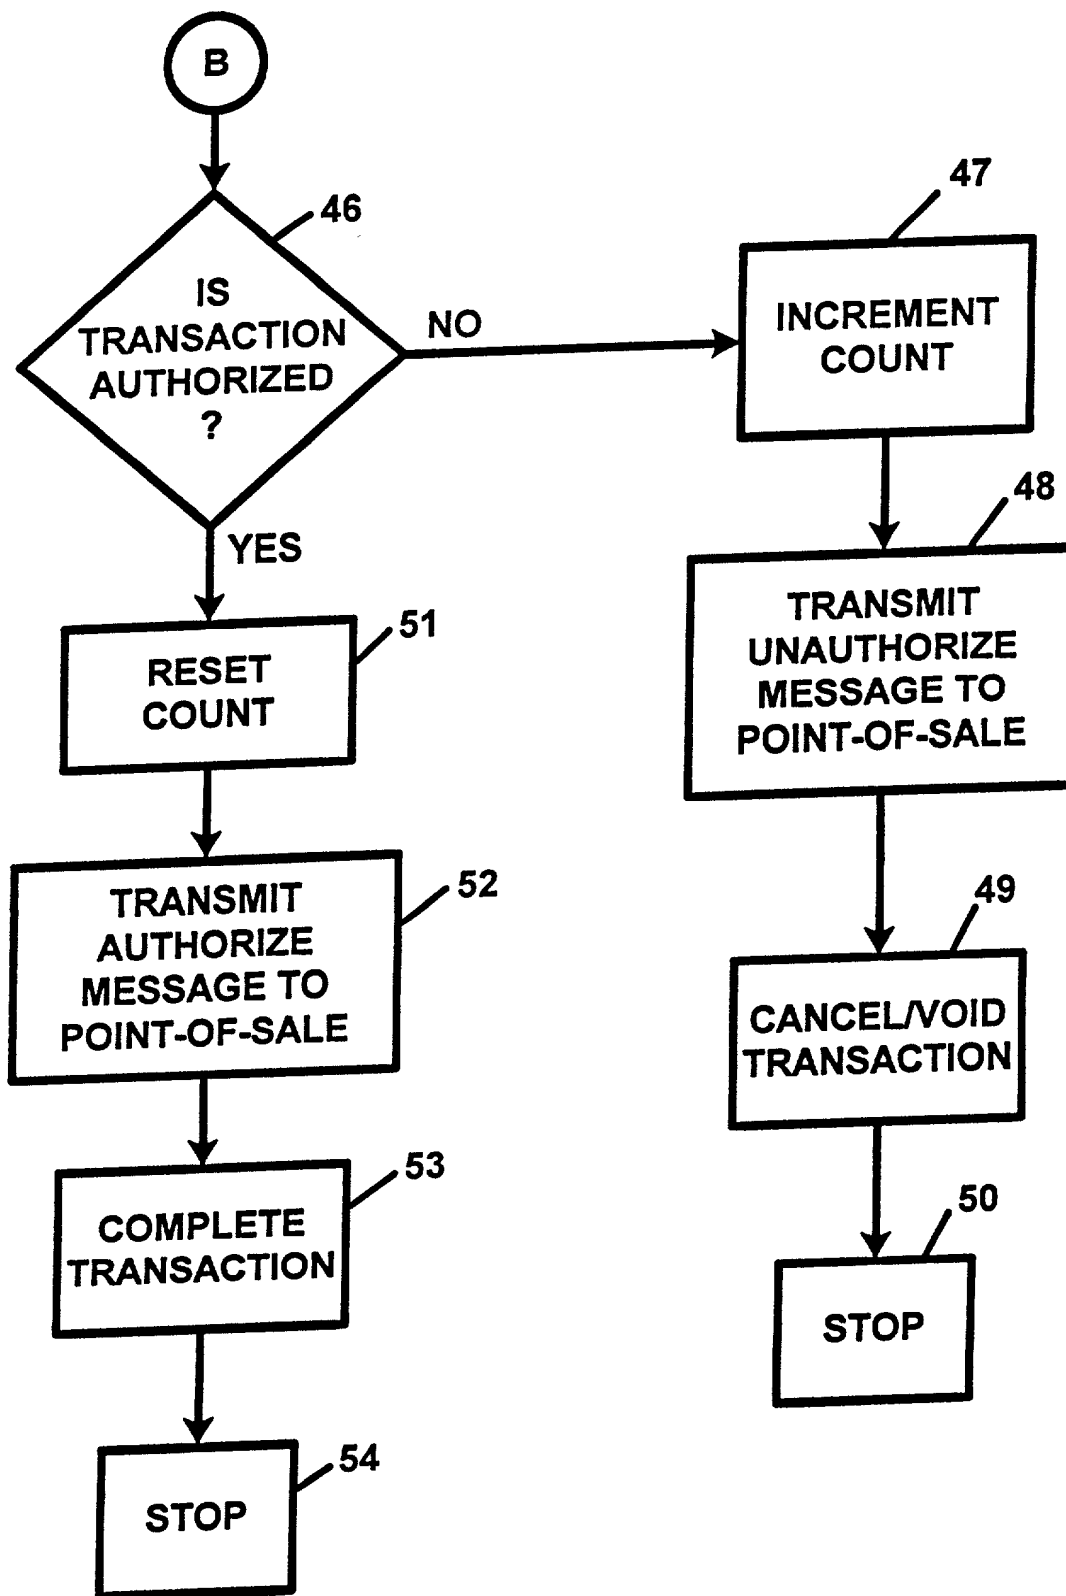 B
46
IS
TRANSACTION
AUTHORIZED
?
NO
YES
47
INCREMENT
COUNT
48
TRANSMIT
UNAUTHORIZE
MESSAGE TO
POINT-OF-SALE
49
CANCEL/VOID
TRANSACTION
50
STOP
51
RESET
COUNT
52
TRANSMIT
AUTHORIZE
MESSAGE TO
POINT-OF-SALE
53
COMPLETE
TRANSACTION
54
STOP